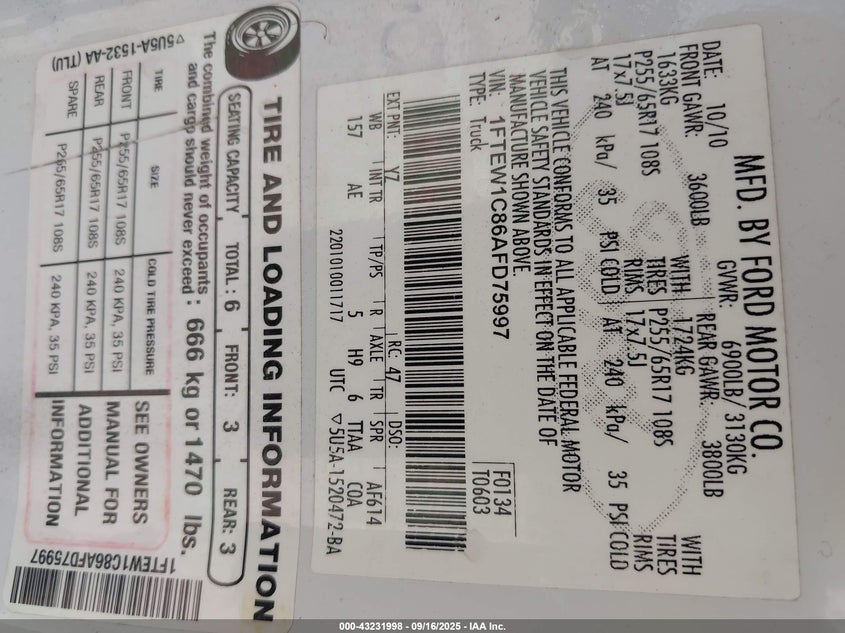 MFD. BY FORD MOTOR CO.
DATE: 10/10 GVWR: 6900LB/ 3130KG
FRONT GAWR: 3600LB REAR GAWR: 3800LB
1633KG WITH 1724KG WITH
P255/65R17 108S TIRES P255/65R17 108S TIRES
17x7.5J RIMS 17x7.5J RIMS
AT 240 kPa/ 35 PSI COLD AT 240 kPa/ 35 PSI COLD
THIS VEHICLE CONFORMS TO ALL APPLICABLE FEDERAL MOTOR
VEHICLE SAFETY STANDARDS IN EFFECT ON THE DATE OF
MANUFACTURE SHOWN ABOVE.
VIN: 1FTEW1C86AFD75997 F0134
TYPE: Truck T0603
EXT PNT: YZ RC: 47 DSO:
WB INT TR TP/PS R AXLE TR SPR AF614
157 AE 5 H9 6 TTAA COA
2201010011717 UTC ▽5U5A-1520472-BA
TIRE AND LOADING INFORMATION
SEATING CAPACITY TOTAL: 6 FRONT: 3 REAR: 3
The combined weight of occupants
and cargo should never exceed: 666 kg or 1470 lbs.
TIRE SIZE COLD TIRE PRESSURE
FRONT P255/65R17 108S 240 KPA, 35 PSI
REAR P255/65R17 108S 240 KPA, 35 PSI
SPARE P265/65R17 108S 240 KPA, 35 PSI
SEE OWNERS
MANUAL FOR
ADDITIONAL
INFORMATION
▽5U5A-1532-AA (TLU)
1FTEW1C86AFD75997
000-43231998 - 09/16/2025 - IAA Inc.